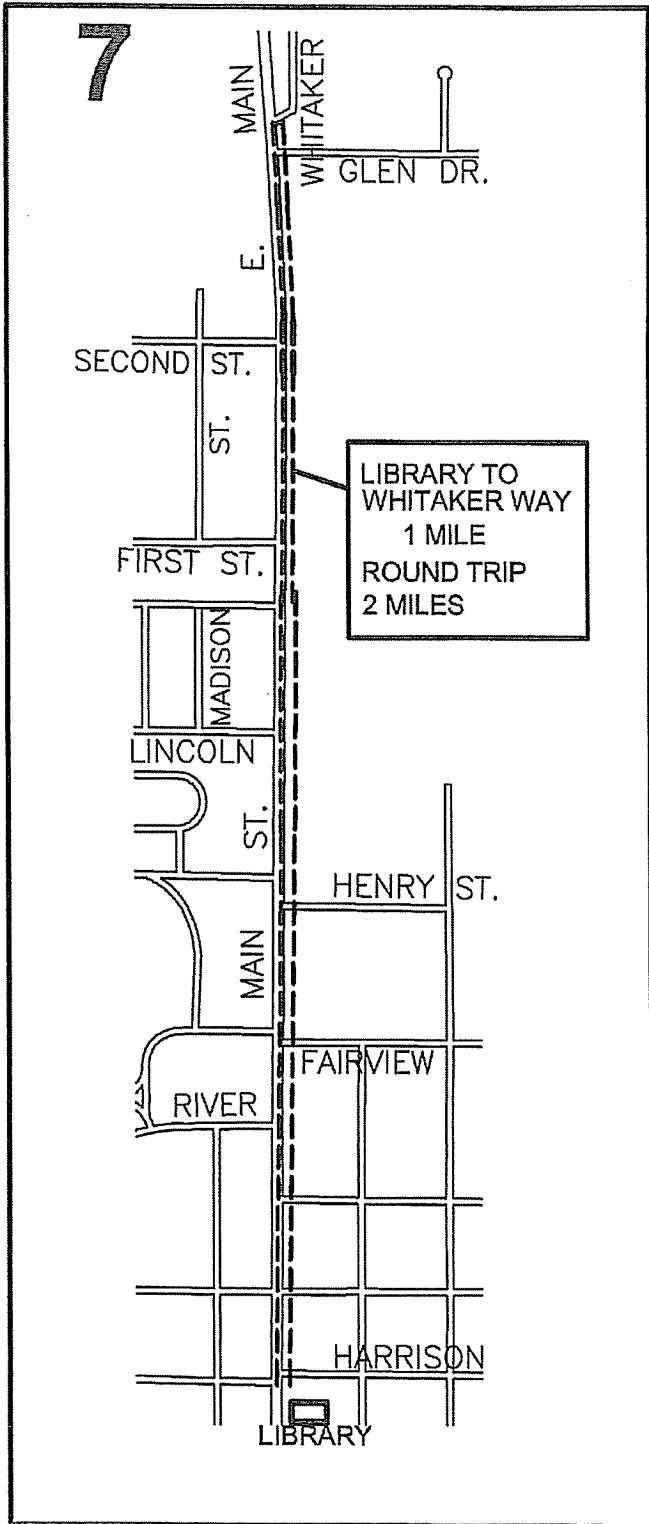 7
MAIN
WHITAKER
GLEN DR.
E.
SECOND ST.
ST.
LIBRARY TO
WHITAKER WAY
1 MILE
ROUND TRIP
2 MILES
FIRST ST.
MADISON
LINCOLN
ST.
HENRY ST.
MAIN
FAIRVIEW
RIVER
HARRISON
LIBRARY